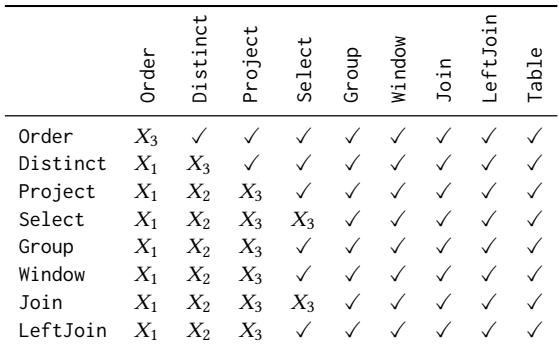 Order Distinct Project Select Group Window Join LeftJoin Table
Order X₃ ✓ ✓ ✓ ✓ ✓ ✓ ✓ ✓
Distinct X₁ X₃ ✓ ✓ ✓ ✓ ✓ ✓ ✓
Project X₁ X₂ X₃ ✓ ✓ ✓ ✓ ✓ ✓
Select X₁ X₂ X₃ X₃ ✓ ✓ ✓ ✓ ✓
Group X₁ X₂ X₃ ✓ ✓ ✓ ✓ ✓ ✓
Window X₁ X₂ X₃ ✓ ✓ ✓ ✓ ✓ ✓
Join X₁ X₂ X₃ X₃ ✓ ✓ ✓ ✓ ✓
LeftJoin X₁ X₂ X₃ ✓ ✓ ✓ ✓ ✓ ✓